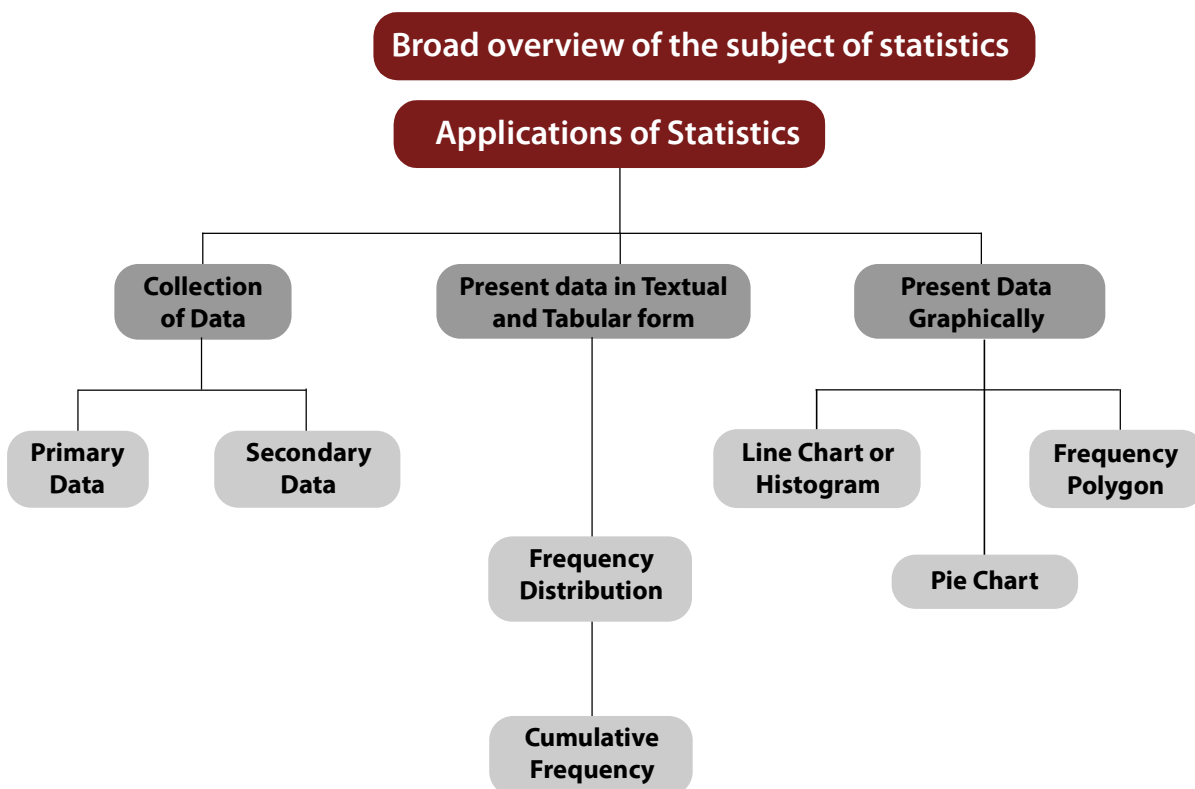 Broad overview of the subject of statistics
Applications of Statistics
Collection
of Data
Present data in Textual
and Tabular form
Present Data
Graphically
Primary
Data
Secondary
Data
Line Chart or
Histogram
Frequency
Polygon
Frequency
Distribution
Pie Chart
Cumulative
Frequency